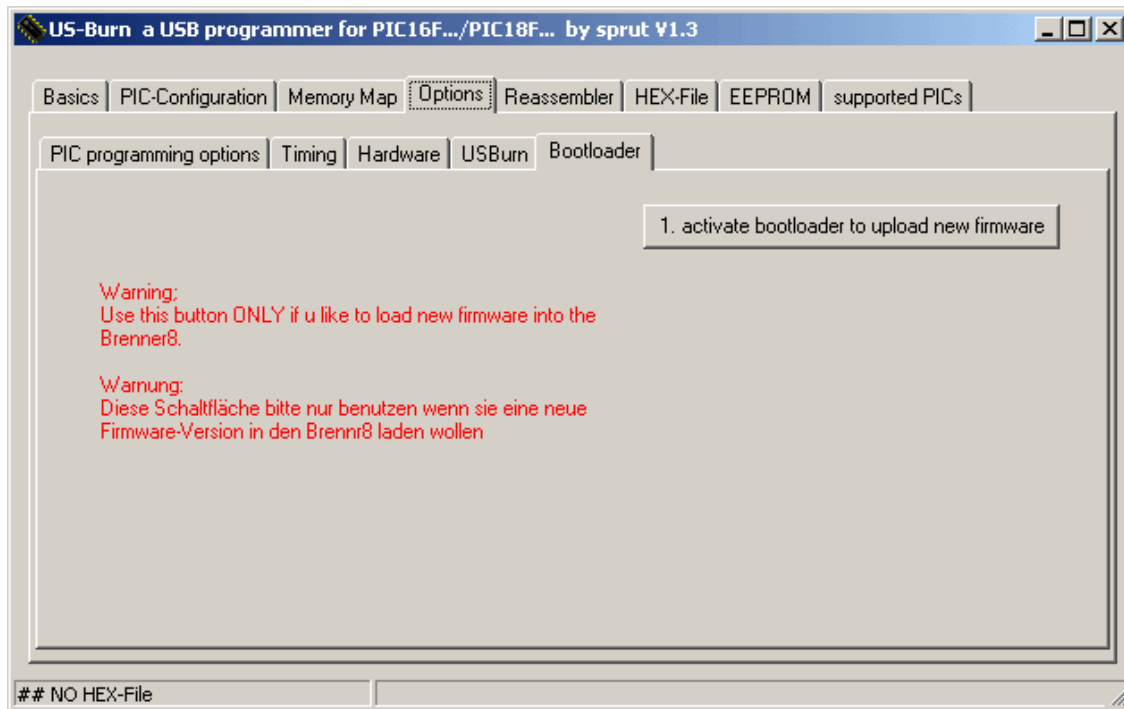 US-Burn a USB programmer for PIC16F.../PIC18F... by sprut V1.3
Basics PIC-Configuration Memory Map Options Reassembler HEX-File EEPROM supported PICs
PIC programming options Timing Hardware USBurn Bootloader
1. activate bootloader to upload new firmware
Warning;
Use this button ONLY if u like to load new firmware into the
Brenner8.
Warnung:
Diese Schaltfläche bitte nur benutzen wenn sie eine neue
Firmware-Version in den Brennr8 laden wollen
## NO HEX-File